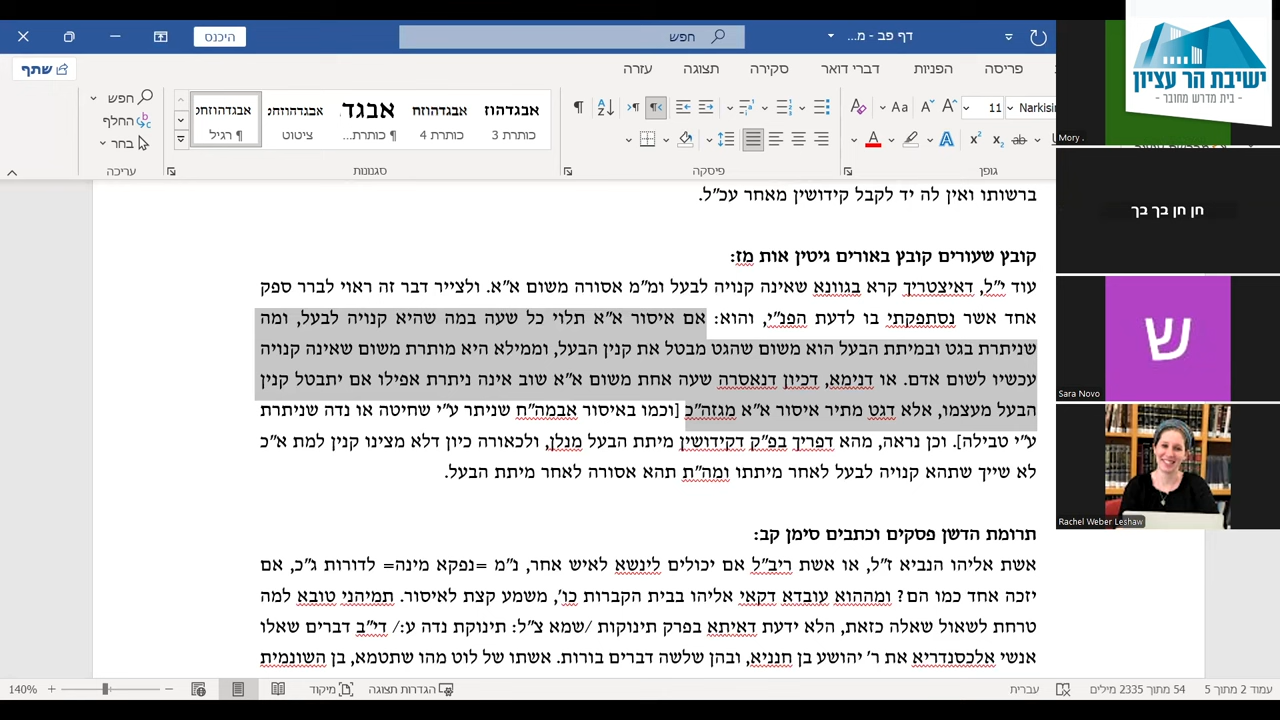 היכנס
חפש
דף פב - מ...
שתף
עזרה
תצוגה
סקירה
דברי דואר
הפניות
פריסה
חפש
החלף
בחר
עריכה
אבגדהוזחט
¶ רגיל
אבגדהוזחט,
ציטוט
אבגד
¶ כותרת...
אבגדהוזחט
כותרת 4
אבגדהוז
כותרת 3
סגנונות
פיסקה
11
Narkisim
Aa
גופן
ברשותו ואין לה יד לקבל קידושין מאחר עכ"ל.
קובץ שעורים קובץ באורים גיטין אות מז:
עוד י"ל, דאיצטריך קרא בגוונא שאינה קנויה לבעל ומ"מ אסורה משום א"א. ולצייר דבר זה ראוי לברר ספק
אחד אשר נסתפקתי בו לדעת הפנ"י, והוא: אם איסור א"א תלוי כל שעה במה שהיא קנויה לבעל, ומה
שניתרת בגט ובמיתת הבעל הוא משום שהגט מבטל את קנין הבעל, וממילא היא מותרת משום שאינה קנויה
עכשיו לשום אדם. או דנימא, דכיון דנאסרה שעה אחת משום א"א שוב אינה ניתרת אפילו אם יתבטל קנין
הבעל מעצמו, אלא דגט מתיר איסור א"א מגזה"כ [וכמו באיסור אבמה"ח שניתר ע"י שחיטה או נדה שניתרת
ע"י טבילה]. וכן נראה, מהא דפריך בפ"ק דקידושין מיתת הבעל מנלן, ולכאורה כיון דלא מצינו קנין למת א"כ
לא שייך שתהא קנויה לבעל לאחר מיתתו ומה"ת תהא אסורה לאחר מיתת הבעל.
תרומת הדשן פסקים וכתבים סימן קב:
אשת אליהו הנביא ז"ל, או אשת ריב"ל אם יכולים לינשא לאיש אחר, נ"מ =נפקא מינה= לדורות ג"כ, אם
יזכה אחד כמו הם? ומההוא עובדא דקאי אליהו בבית הקברות כו', משמע קצת לאיסור. תמיהני טובא למה
טרחת לשאול שאלה כזאת, הלא ידעת דאיתא בפרק תינוקות /שמא צ"ל: תינוקת נדה ע:/ די"ב דברים שאלו
אנשי אלכסנדריא את ר' יהושע בן חנניא, ובהן שלשה דברים בורות. אשתו של לוט מהו שתטמא, בן השונמית
עמוד 2 מתוך 5
54 מתוך 2335 מילים
עברית
הגדרות תצוגה
מיקוד
140%
ישיבת הר עציון
- בית מדרש מחובר -
Mory .
חן חן בך בך
ש
Sara Novo
Rachel Weber Leshaw